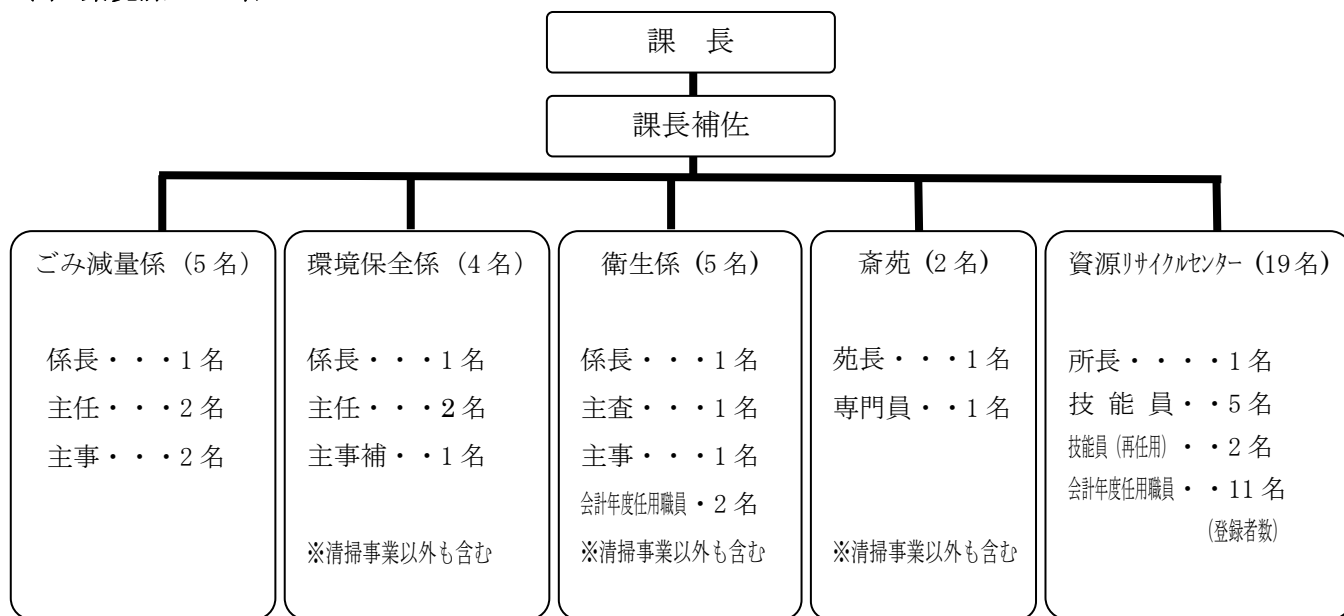 課　長
課長補佐
ごみ減量係（5名）
係長・・・1名
主任・・・2名
主事・・・2名
環境保全係（4名）
係長・・・1名
主任・・・2名
主事補・・1名
※清掃事業以外も含む
衛生係（5名）
係長・・・1名
主査・・・1名
主事・・・1名
会計年度任用職員・2名
※清掃事業以外も含む
斎苑（2名）
苑長・・・1名
専門員・・1名
※清掃事業以外も含む
資源リサイクルセンター（19名）
所長・・・・1名
技 能 員・・5名
技能員（再任用）・・2名
会計年度任用職員・・11名
（登録者数）